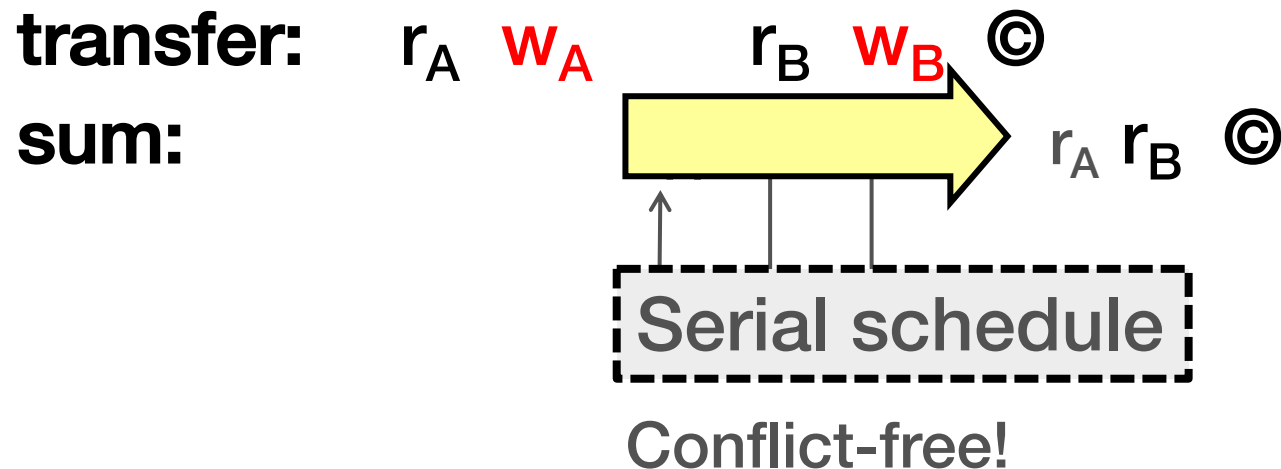 transfer: rA wA rB wB ©
sum: rA rB ©
Serial schedule
Conflict-free!